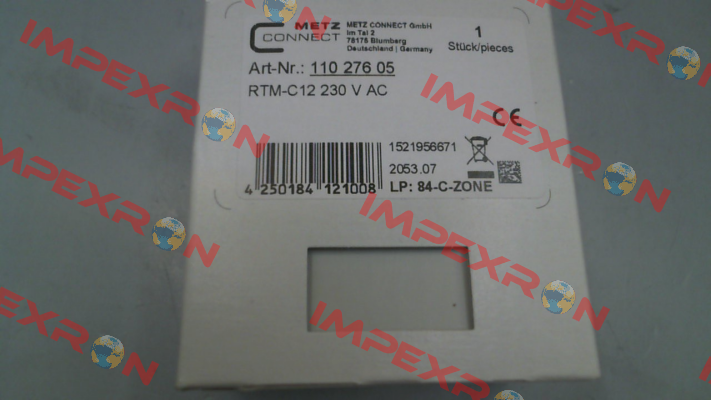 METZ CONNECT
METZ CONNECT GmbH
Im Tal 2
78176 Blumberg
Deutschland | Germany
1
Stück/pieces
Art-Nr.: 110 27 6 05
RTM-C12 230 V AC
CE
1521956671
2053.07
LP: 84-C-ZONE
4 250184 121008
IMPEXRON
IMPEXRON
IMPEXRON
IMPEXRON
IMPEXRON
IMPEXRON